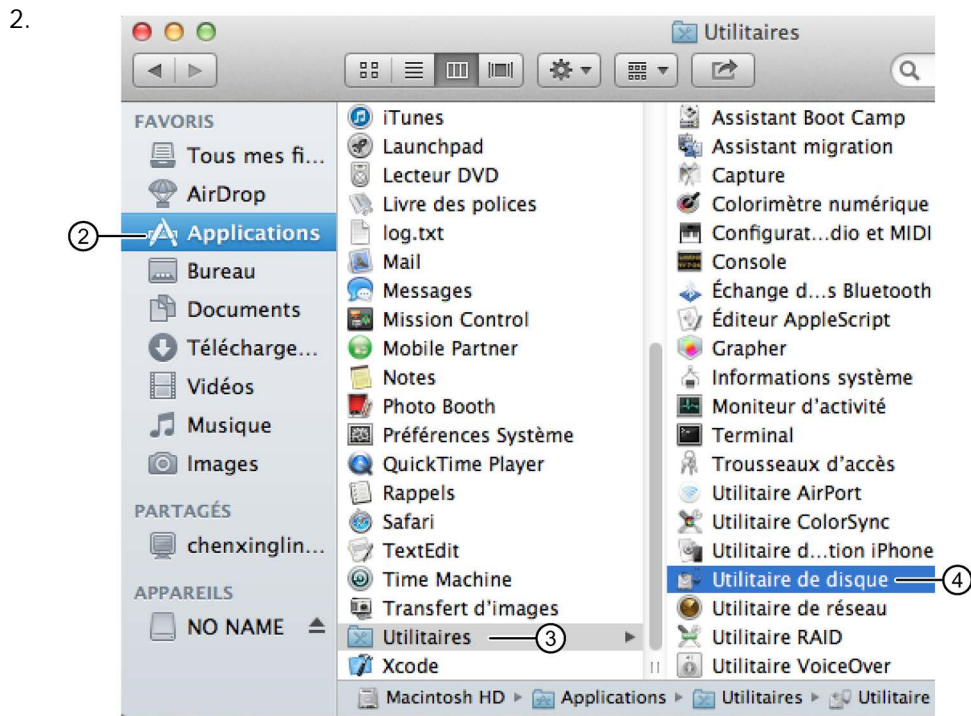 2.
Utilitaires
FAVORIS
Tous mes fi...
AirDrop
② Applications
Bureau
Documents
Télécharge...
Vidéos
Musique
Images
PARTAGÉS
chenxinglin...
APPAREILS
NO NAME
iTunes
Launchpad
Lecteur DVD
Livre des polices
log.txt
Mail
Messages
Mission Control
Mobile Partner
Notes
Photo Booth
Préférences Système
QuickTime Player
Rappels
Safari
TextEdit
Time Machine
Transfert d'images
Utilitaires ③
Xcode
Assistant Boot Camp
Assistant migration
Capture
Colorimètre numérique
Configurat...dio et MIDI
Console
Échange d...s Bluetooth
Éditeur AppleScript
Grapher
Informations système
Moniteur d'activité
Terminal
Trousseaux d'accès
Utilitaire AirPort
Utilitaire ColorSync
Utilitaire d...tion iPhone
Utilitaire de disque ④
Utilitaire de réseau
Utilitaire RAID
Utilitaire VoiceOver
Macintosh HD ▸ Applications ▸ Utilitaires ▸ Utilitaire